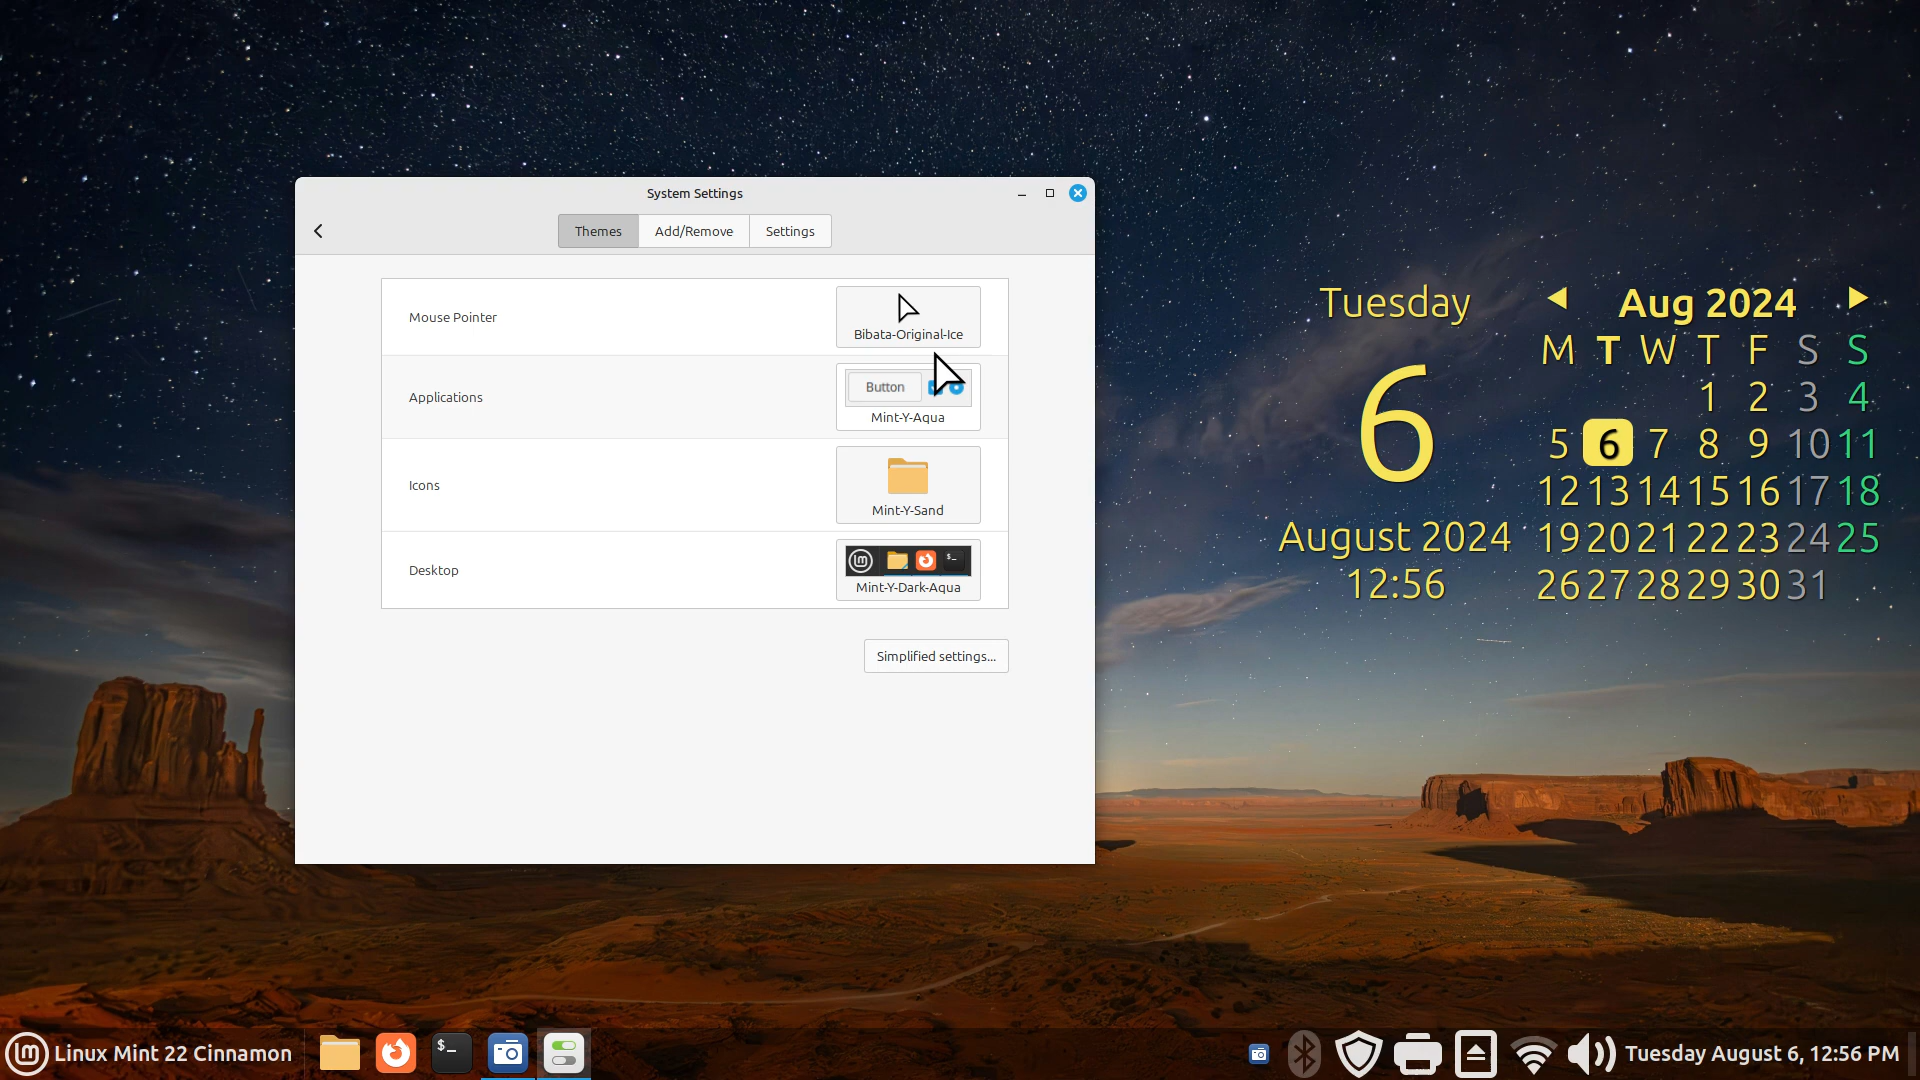 System Settings
Themes Add/Remove Settings
Mouse Pointer
Bibata-Original-Ice
Applications
Button
Mint-Y-Aqua
Icons
Mint-Y-Sand
Desktop
$_
Mint-Y-Dark-Aqua
Simplified settings...
Tuesday
6
August 2024
12:56
Aug 2024
M T W T F S S
1 2 3 4
5 6 7 8 9 10 11
12 13 14 15 16 17 18
19 20 21 22 23 24 25
26 27 28 29 30 31
Linux Mint 22 Cinnamon
$_
Tuesday August 6, 12:56 PM